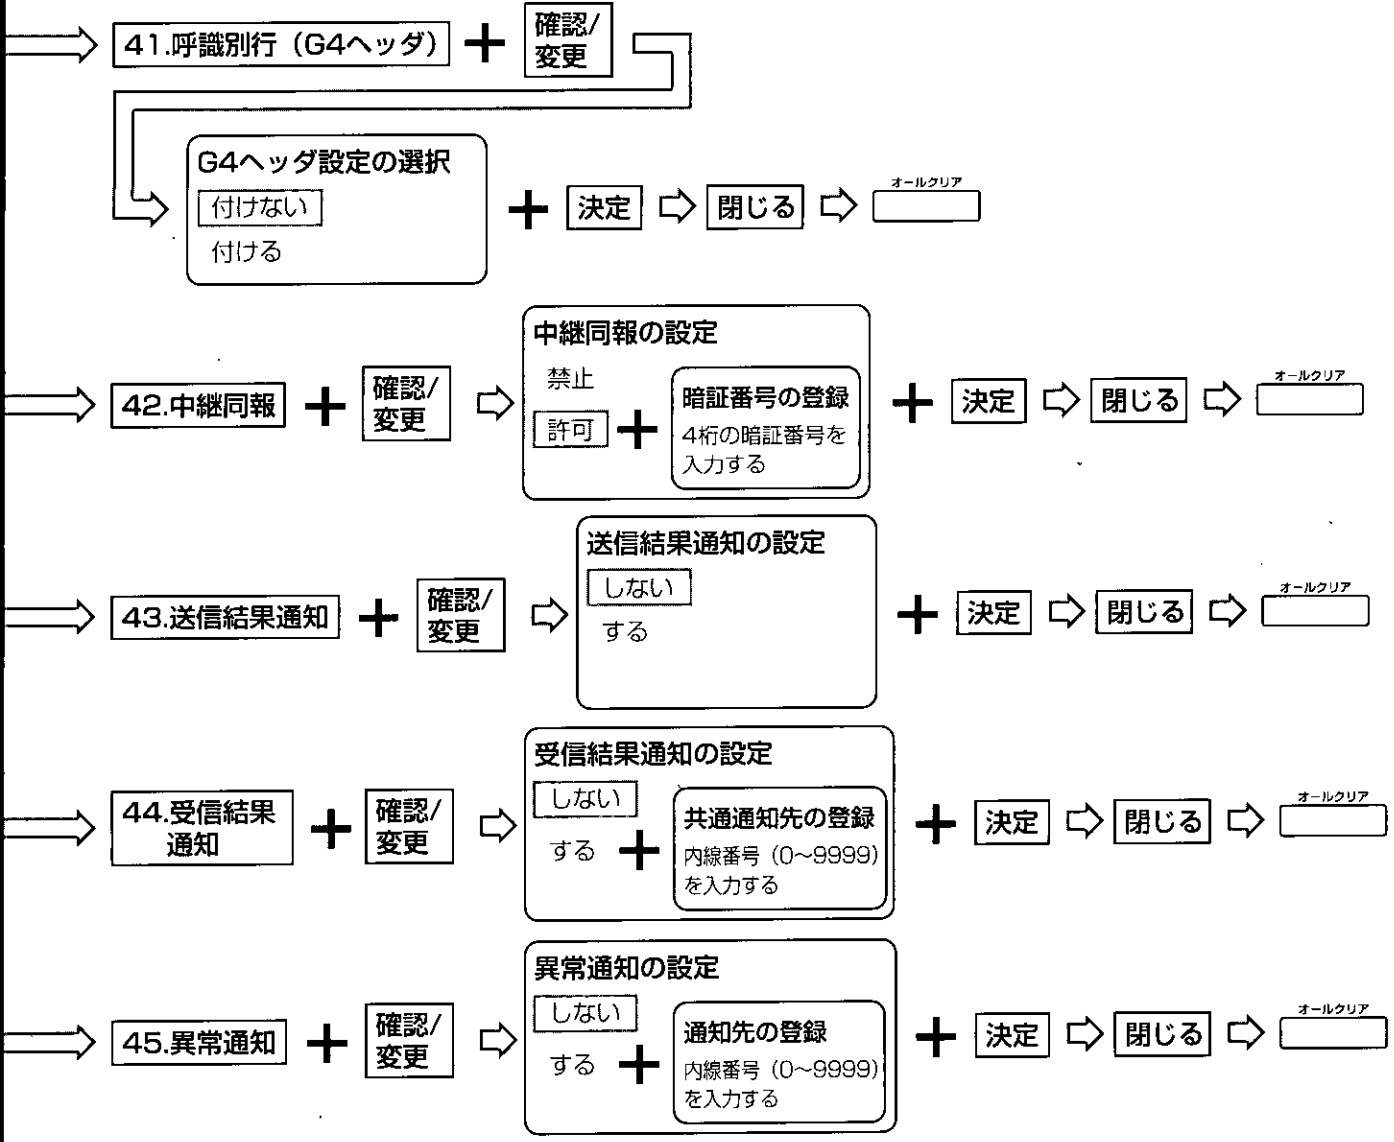 41.呼識別行（G4ヘッダ）
確認/
変更
G4ヘッダ設定の選択
付けない
付ける
決定
閉じる
オールクリア
42.中継同報
確認/
変更
中継同報の設定
禁止
許可
暗証番号の登録
4桁の暗証番号を
入力する
決定
閉じる
オールクリア
43.送信結果通知
確認/
変更
送信結果通知の設定
しない
する
決定
閉じる
オールクリア
44.受信結果
通知
確認/
変更
受信結果通知の設定
しない
する
共通通知先の登録
内線番号（0〜9999）
を入力する
決定
閉じる
オールクリア
45.異常通知
確認/
変更
異常通知の設定
しない
する
通知先の登録
内線番号（0〜9999）
を入力する
決定
閉じる
オールクリア